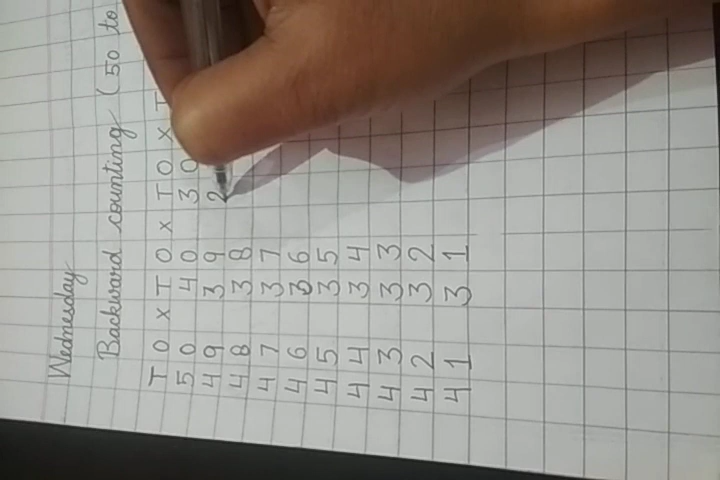 Wednesday
Backward counting (50 to
T O x T O x T O x T
5 0 4 0 3 0
4 9 3 9 2
4 8 3 8
4 7 3 7
4 6 3 6
4 5 3 5
4 4 3 4
4 3 3 3
4 2 3 2
4 1 3 1